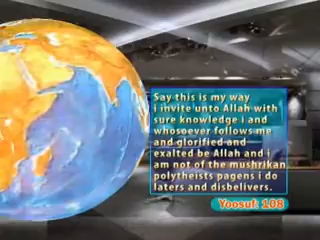 Say this is my way
i invite unto Allah with
sure knowledge i and
whosoever follows me
and glorified and
exalted be Allah and i
am not of the mushrikan
polytheists pagens i do
laters and disbelivers.
Yoosuf: 108